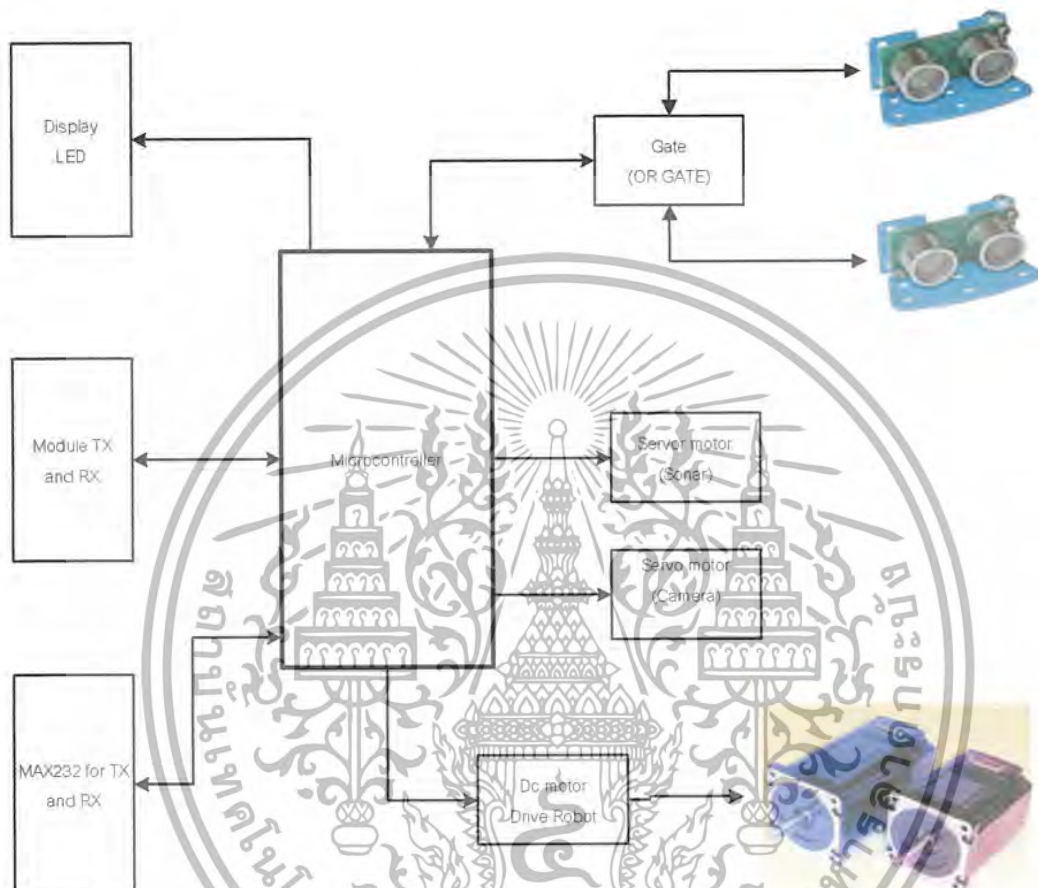 Display
LED
Gate
(OR GATE)
Module TX
and RX
Microcontroller
Servor motor
(Sonar)
Servo motor
(Camera)
MAX232 for TX
and RX
Dc motor
Drive Robot